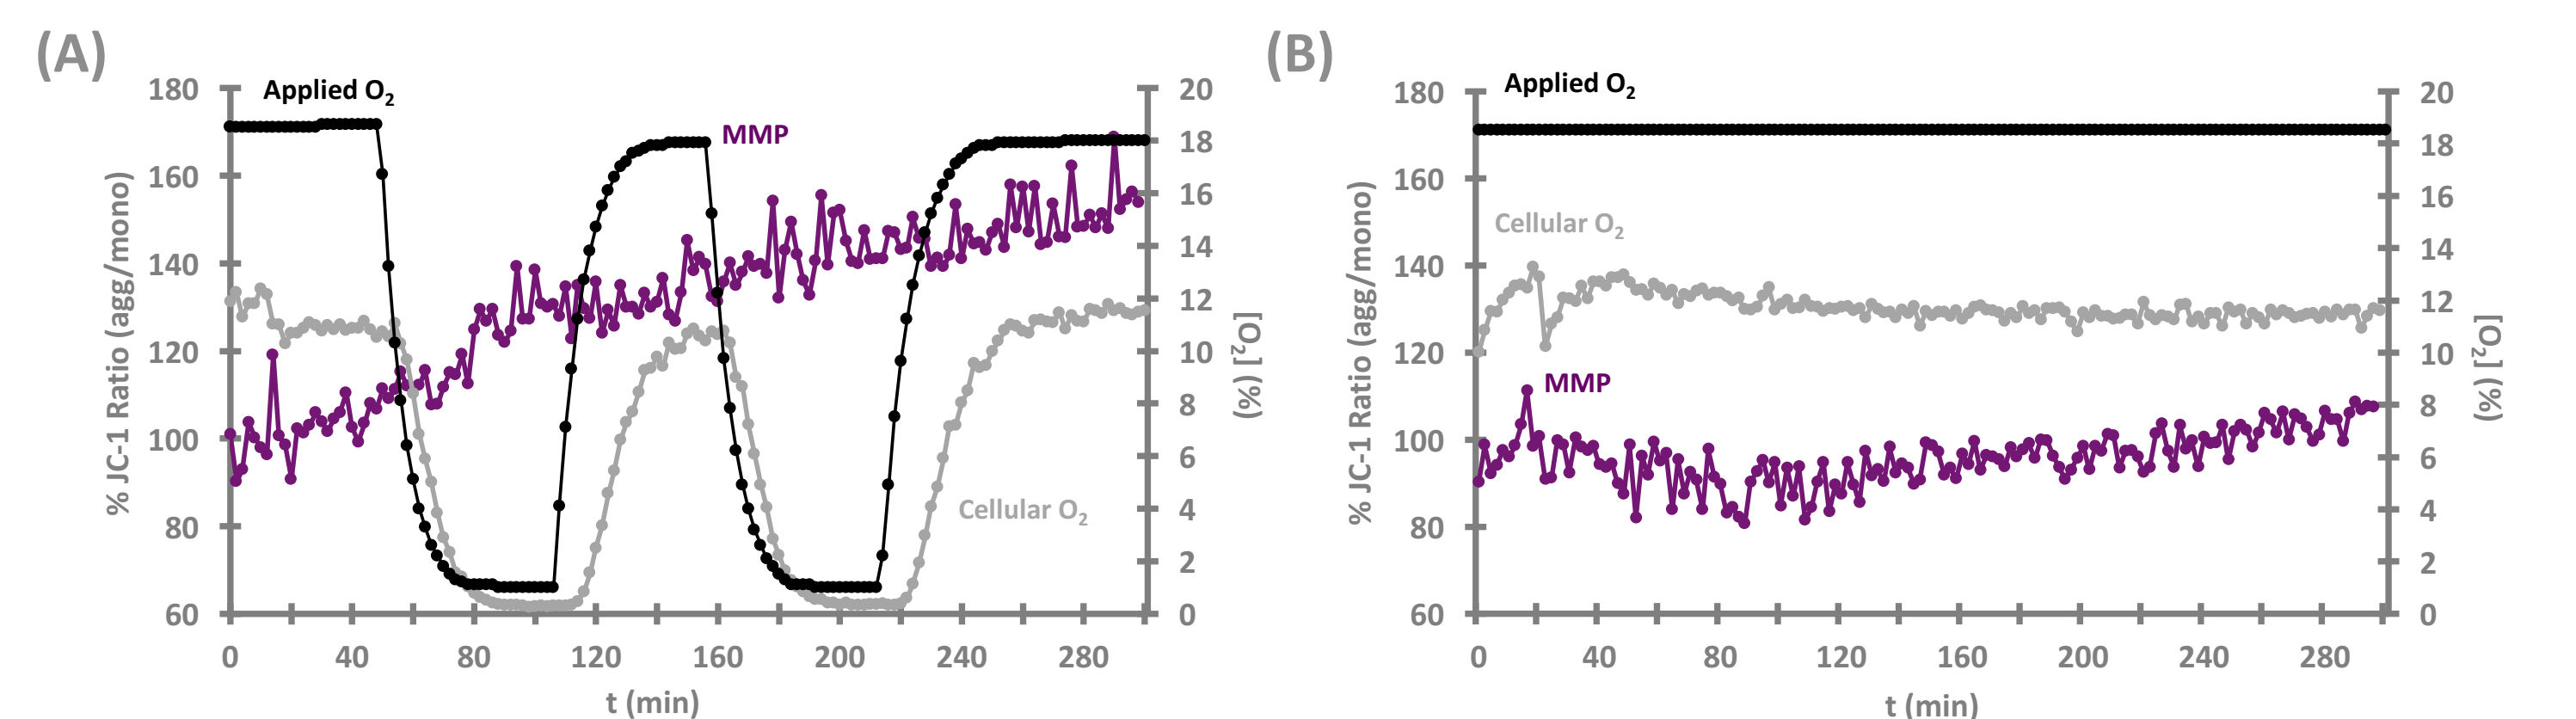 (A)
Applied O2
MMP
Cellular O2
% JC-1 Ratio (agg/mono)
180
160
140
120
100
80
60
20
18
16
14
12
10
8
6
4
2
0
[O2] (%)
0 40 80 120 160 200 240 280
t (min)
(B)
Applied O2
Cellular O2
MMP
% JC-1 Ratio (agg/mono)
180
160
140
120
100
80
60
20
18
16
14
12
10
8
6
4
2
0
[O2] (%)
0 40 80 120 160 200 240 280
t (min)